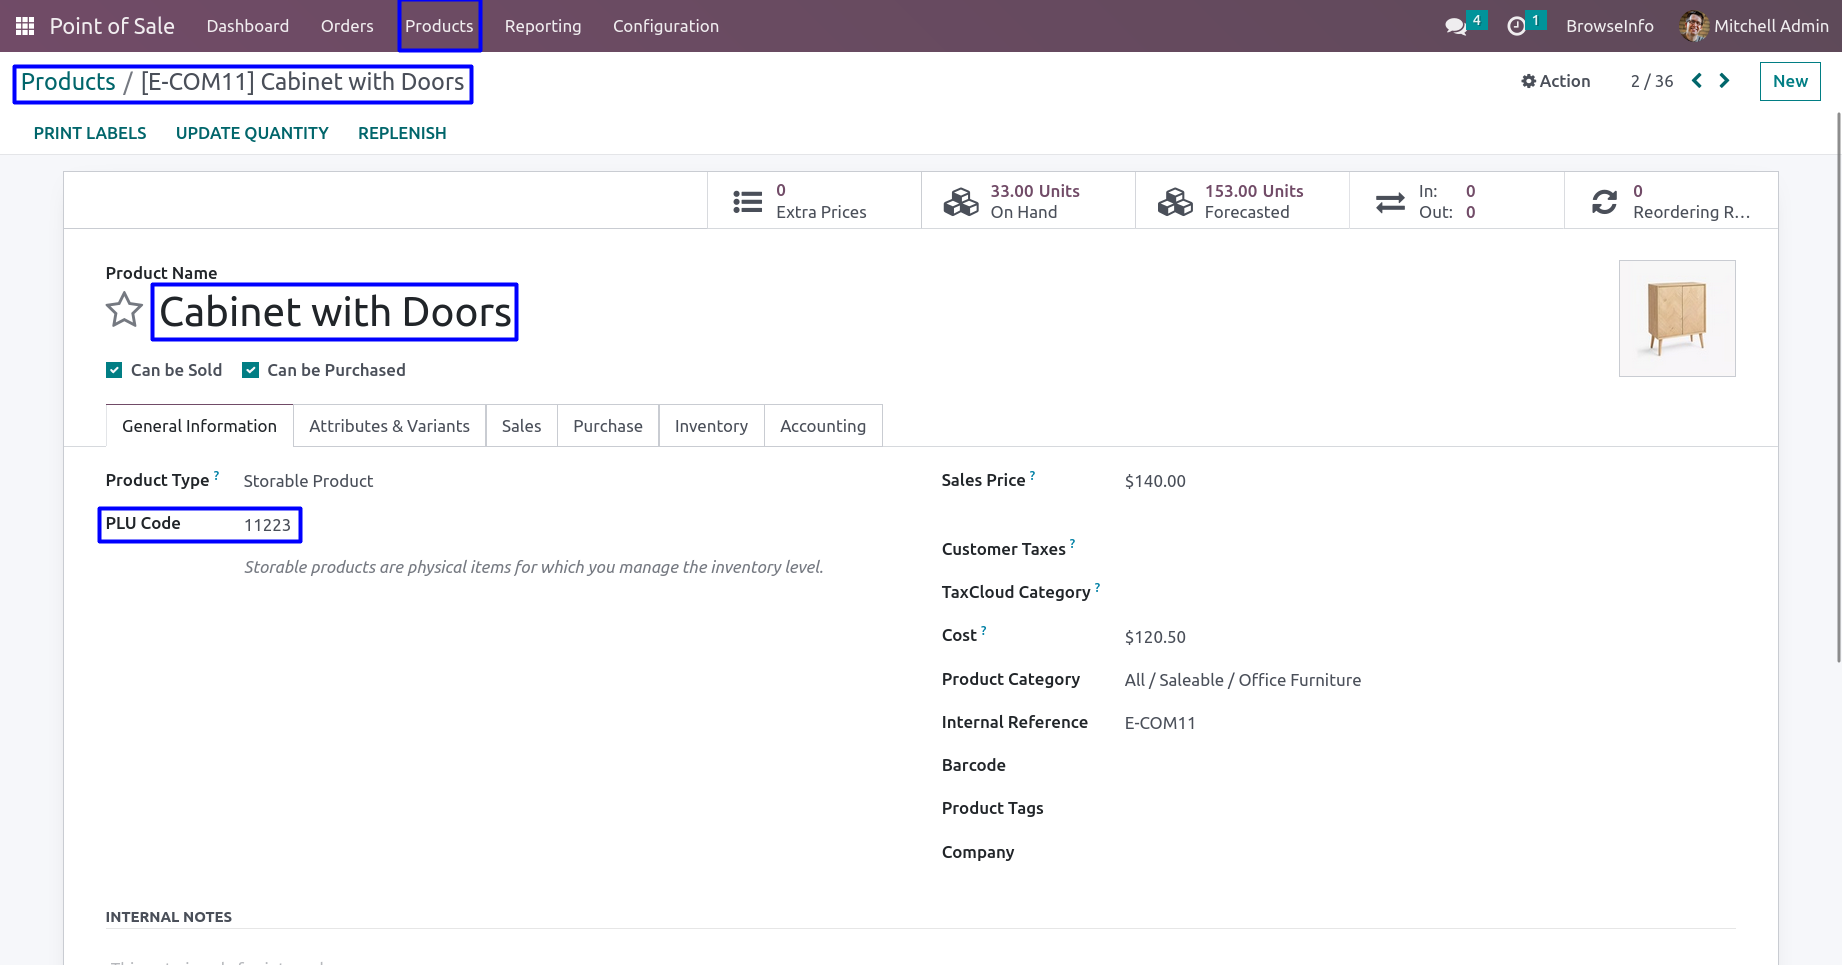 Point of Sale Dashboard Orders Products Reporting Configuration 4 1 BrowseInfo Mitchell Admin
Products / [E-COM11] Cabinet with Doors Action 2 / 36 New
PRINT LABELS UPDATE QUANTITY REPLENISH
0 33.00 Units 153.00 Units In: 0 0
Extra Prices On Hand Forecasted Out: 0 Reordering R...
Product Name
Cabinet with Doors
Can be Sold Can be Purchased
General Information Attributes & Variants Sales Purchase Inventory Accounting
Product Type ? Storable Product
PLU Code 11223
Storable products are physical items for which you manage the inventory level.
Sales Price ? $140.00
Customer Taxes ?
TaxCloud Category ?
Cost ? $120.50
Product Category All / Saleable / Office Furniture
Internal Reference E-COM11
Barcode
Product Tags
Company
INTERNAL NOTES